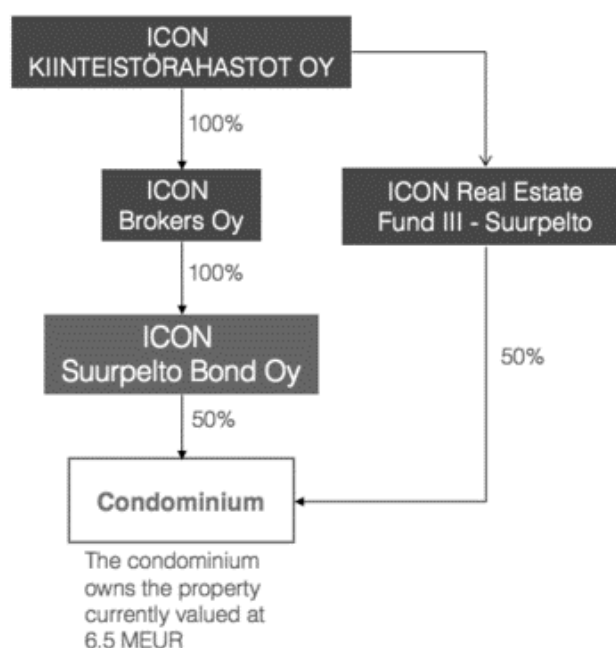 ICON
KIINTEISTÖRAHASTOT OY
100%
ICON
Brokers Oy
ICON Real Estate
Fund III - Suurpelto
100%
ICON
Suurpelto Bond Oy
50%
50%
Condominium
The condominium
owns the property
currently valued at
6.5 MEUR